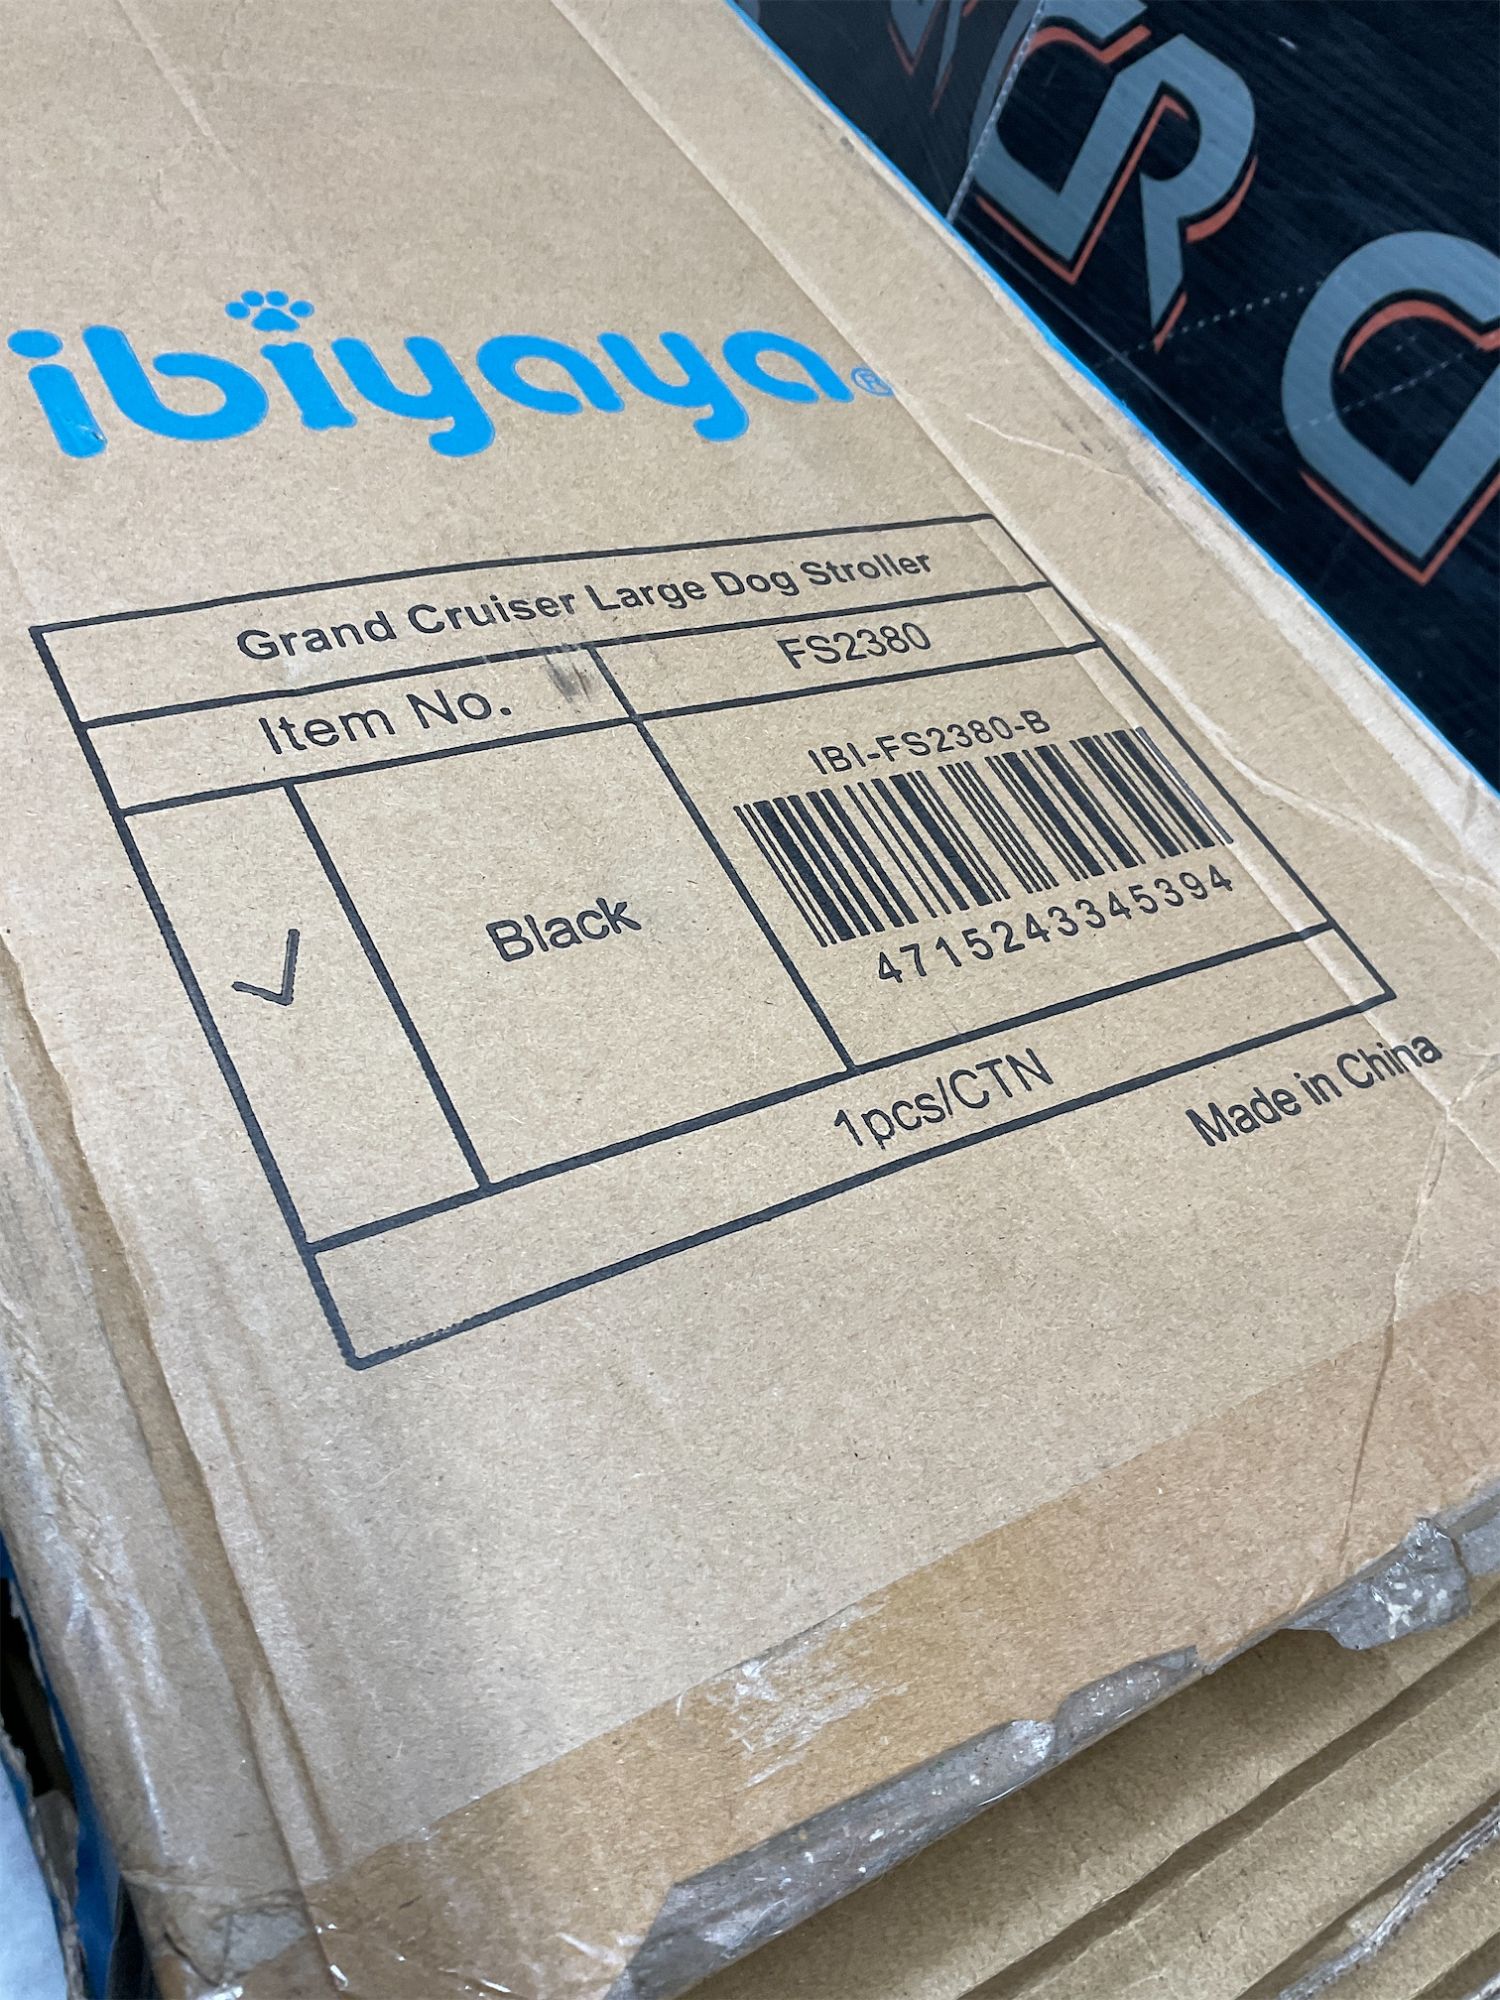 ibiyaya®
Grand Cruiser Large Dog Stroller
Item No.
FS2380
Black
IBI-FS2380-B
4715243345394
1pcs/CTN
Made in China